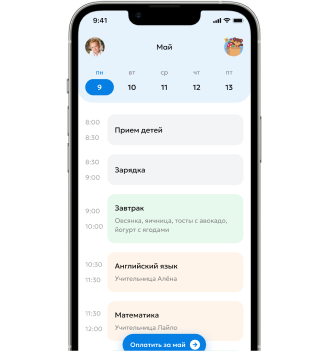 9:41
Май
пн вт ср чт пт
9 10 11 12 13
8:00
Прием детей
8:30
8:30
Зарядка
9:00
Завтрак
9:00
Овсянка, яичница, тосты с авокадо,
10:00
йогурт с ягодами
10:30
Английский язык
11:30
Учительница Алёна
11:30
Математика
12:00
Учительница Лайло
Оплатить за май